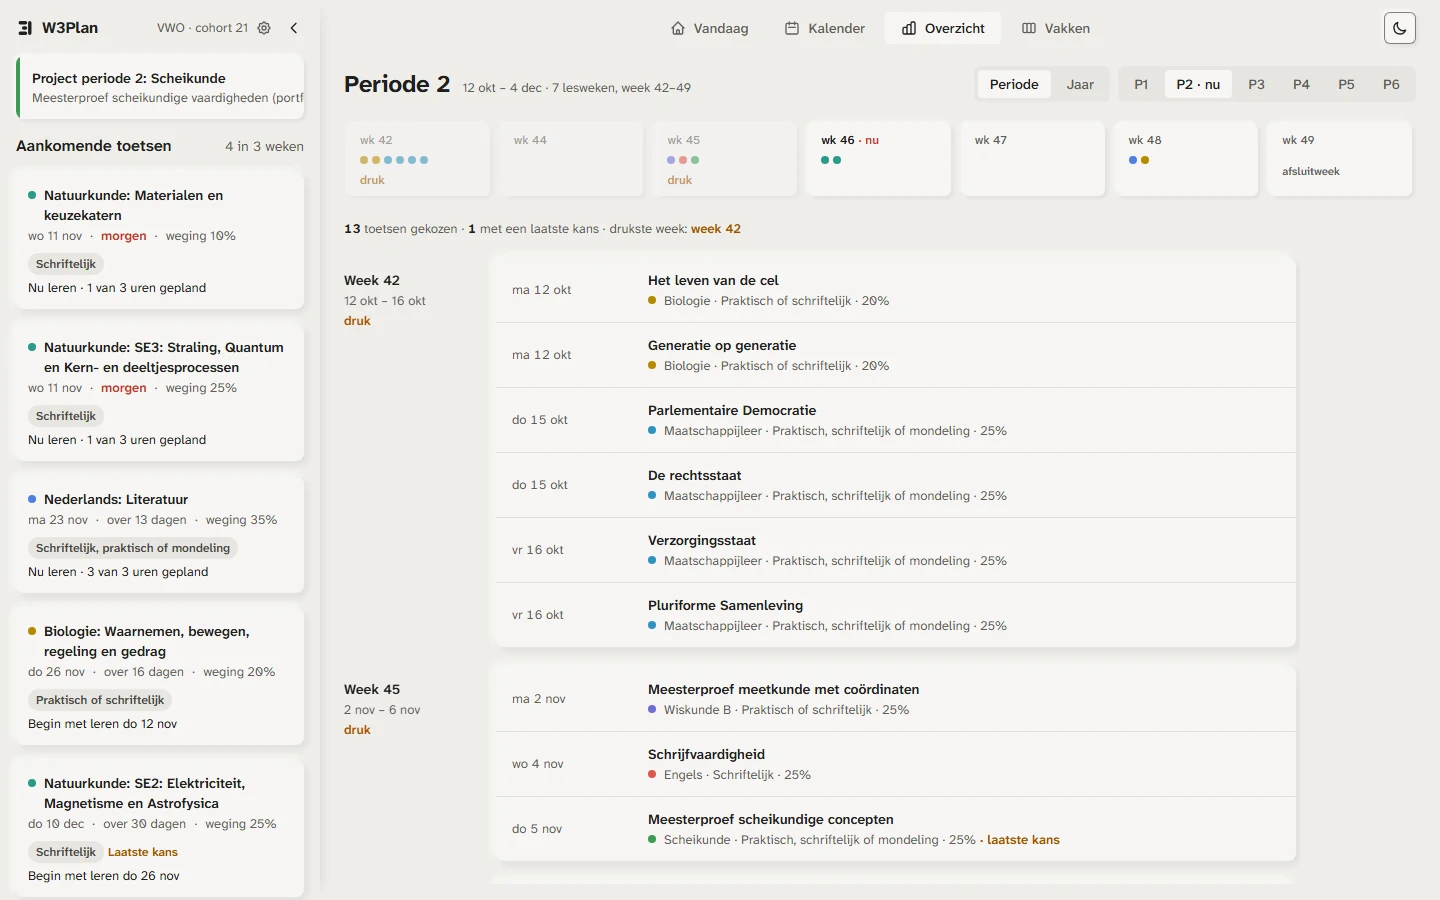 W3Plan
VWO · cohort 21
Project periode 2: Scheikunde
Meesterproef scheikundige vaardigheden (portf
Aankomende toetsen
4 in 3 weken
Natuurkunde: Materialen en
keuzekatern
wo 11 nov · morgen · weging 10%
Schriftelijk
Nu leren · 1 van 3 uren gepland
Natuurkunde: SE3: Straling, Quantum
en Kern- en deeltjesprocessen
wo 11 nov · morgen · weging 25%
Schriftelijk
Nu leren · 1 van 3 uren gepland
Nederlands: Literatuur
ma 23 nov · over 13 dagen · weging 35%
Schriftelijk, praktisch of mondeling
Nu leren · 3 van 3 uren gepland
Biologie: Waarnemen, bewegen,
regeling en gedrag
do 26 nov · over 16 dagen · weging 20%
Praktisch of schriftelijk
Begin met leren do 12 nov
Natuurkunde: SE2: Elektriciteit,
Magnetisme en Astrofysica
do 10 dec · over 30 dagen · weging 25%
Schriftelijk Laatste kans
Begin met leren do 26 nov
Vandaag
Kalender
Overzicht
Vakken
Periode 2
12 okt – 4 dec · 7 lesweken, week 42–49
Periode
Jaar
P1
P2 · nu
P3
P4
P5
P6
wk 42
druk
wk 44
wk 45
druk
wk 46 · nu
wk 47
wk 48
wk 49
afsluitweek
13 toetsen gekozen · 1 met een laatste kans · drukste week: week 42
Week 42
12 okt – 16 okt
druk
ma 12 okt
Het leven van de cel
Biologie · Praktisch of schriftelijk · 20%
ma 12 okt
Generatie op generatie
Biologie · Praktisch of schriftelijk · 20%
do 15 okt
Parlementaire Democratie
Maatschappijleer · Praktisch, schriftelijk of mondeling · 25%
do 15 okt
De rechtsstaat
Maatschappijleer · Praktisch, schriftelijk of mondeling · 25%
vr 16 okt
Verzorgingsstaat
Maatschappijleer · Praktisch, schriftelijk of mondeling · 25%
vr 16 okt
Pluriforme Samenleving
Maatschappijleer · Praktisch, schriftelijk of mondeling · 25%
Week 45
2 nov – 6 nov
druk
ma 2 nov
Meesterproef meetkunde met coördinaten
Wiskunde B · Praktisch of schriftelijk · 25%
wo 4 nov
Schrijfvaardigheid
Engels · Schriftelijk · 25%
do 5 nov
Meesterproef scheikundige concepten
Scheikunde · Praktisch, schriftelijk of mondeling · 25% · laatste kans